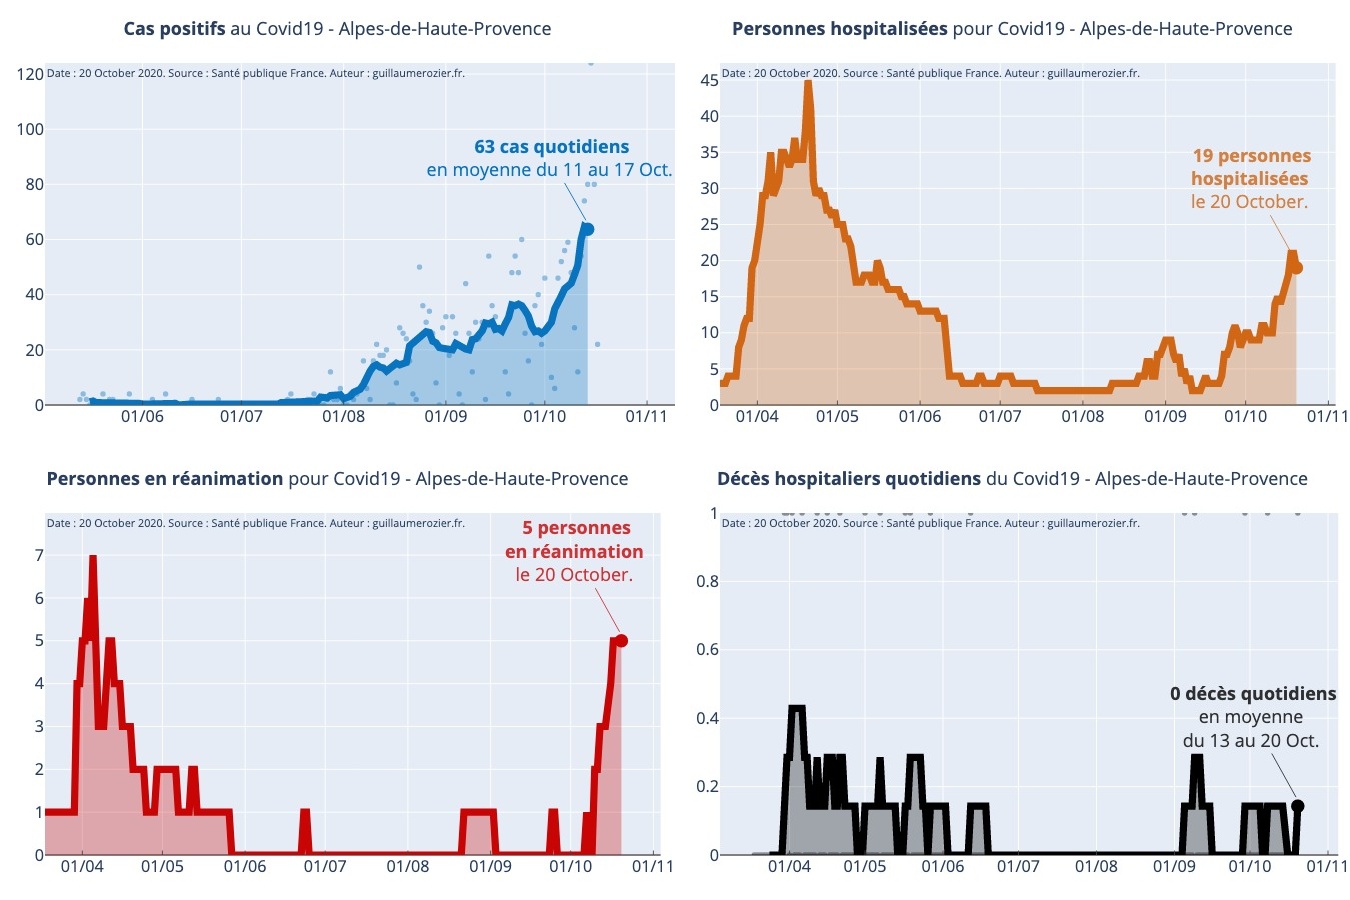 Cas positifs au Covid19 - Alpes-de-Haute-Provence
Date : 20 October 2020. Source : Santé publique France. Auteur : guillaumerozier.fr.
120
100
80
60
40
20
0
63 cas quotidiens
en moyenne du 11 au 17 Oct.
01/06 01/07 01/08 01/09 01/10 01/11
Personnes hospitalisées pour Covid19 - Alpes-de-Haute-Provence
Date : 20 October 2020. Source : Santé publique France. Auteur : guillaumerozier.fr.
45
40
35
30
25
20
15
10
5
0
19 personnes
hospitalisées
le 20 October.
01/04 01/05 01/06 01/07 01/08 01/09 01/10 01/11
Personnes en réanimation pour Covid19 - Alpes-de-Haute-Provence
Date : 20 October 2020. Source : Santé publique France. Auteur : guillaumerozier.fr.
5 personnes
en réanimation
le 20 October.
7
6
5
4
3
2
1
0
01/04 01/05 01/06 01/07 01/08 01/09 01/10 01/11
Décès hospitaliers quotidiens du Covid19 - Alpes-de-Haute-Provence
1
Date : 20 October 2020. Source : Santé publique France. Auteur : guillaumerozier.fr.
0.8
0.6
0.4
0.2
0
0 décès quotidiens
en moyenne
du 13 au 20 Oct.
01/04 01/05 01/06 01/07 01/08 01/09 01/10 01/11